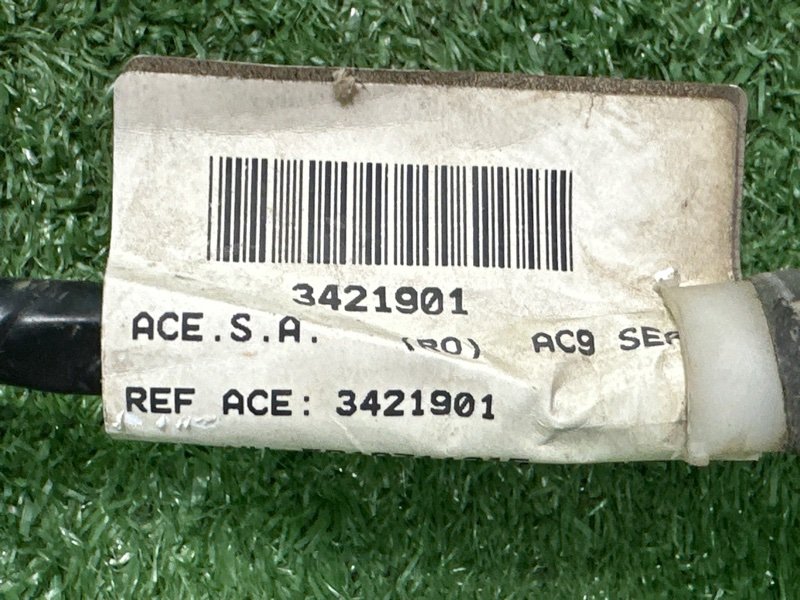 3421901
ACE.S.A. (RO) AC9
REF ACE: 3421901